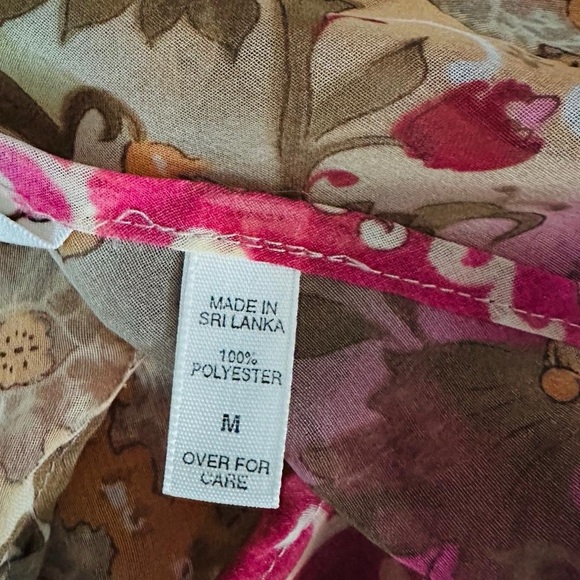 MADE IN
SRI LANKA
100%
POLYESTER
M
OVER FOR
CARE